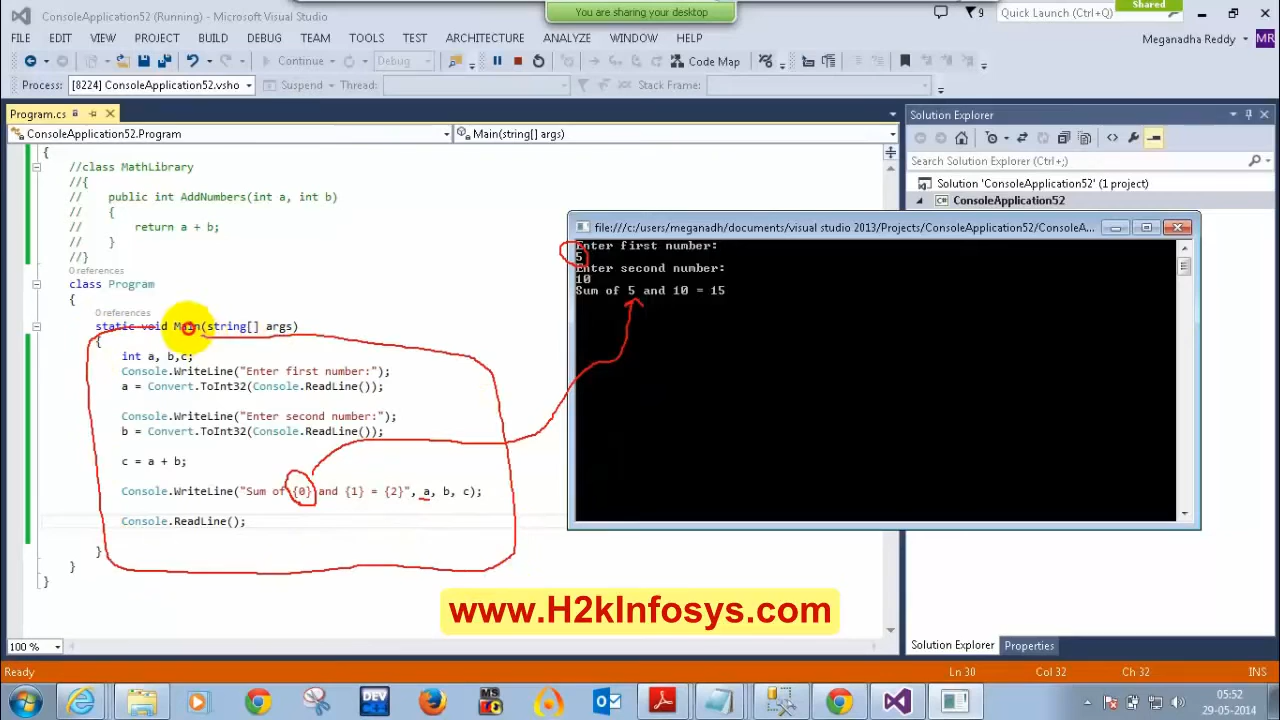 ConsoleApplication52 (Running) - Microsoft Visual Studio
You are sharing your desktop
9
Quick Launch (Ctrl+Q)
Shared
FILE EDIT VIEW PROJECT BUILD DEBUG TEAM TOOLS TEST ARCHITECTURE ANALYZE WINDOW HELP
Meganadha Reddy MR
Continue Debug Code Map
Process: [8224] ConsoleApplication52.vsho Suspend Thread: Stack Frame:
Program.cs
Solution Explorer
ConsoleApplication52.Program Main(string[] args)
Search Solution Explorer (Ctrl+;)
Solution 'ConsoleApplication52' (1 project)
ConsoleApplication52
{
//class MathLibrary
//{
// public int AddNumbers(int a, int b)
// {
// return a + b;
// }
//}
0 references
class Program
{
0 references
static void Main(string[] args)
{
int a, b,c;
Console.WriteLine("Enter first number:");
a = Convert.ToInt32(Console.ReadLine());
Console.WriteLine("Enter second number:");
b = Convert.ToInt32(Console.ReadLine());
c = a + b;
Console.WriteLine("Sum of {0} and {1} = {2}", a, b, c);
Console.ReadLine();
}
}
}
file:///c:/users/meganadh/documents/visual studio 2013/Projects/ConsoleApplication52/ConsoleA...
Enter first number:
5
Enter second number:
10
Sum of 5 and 10 = 15
www.H2kInfosys.com
100 %
Solution Explorer Properties
Ready Ln 30 Col 32 Ch 32 INS
DEV
MS
05:52
29-05-2014